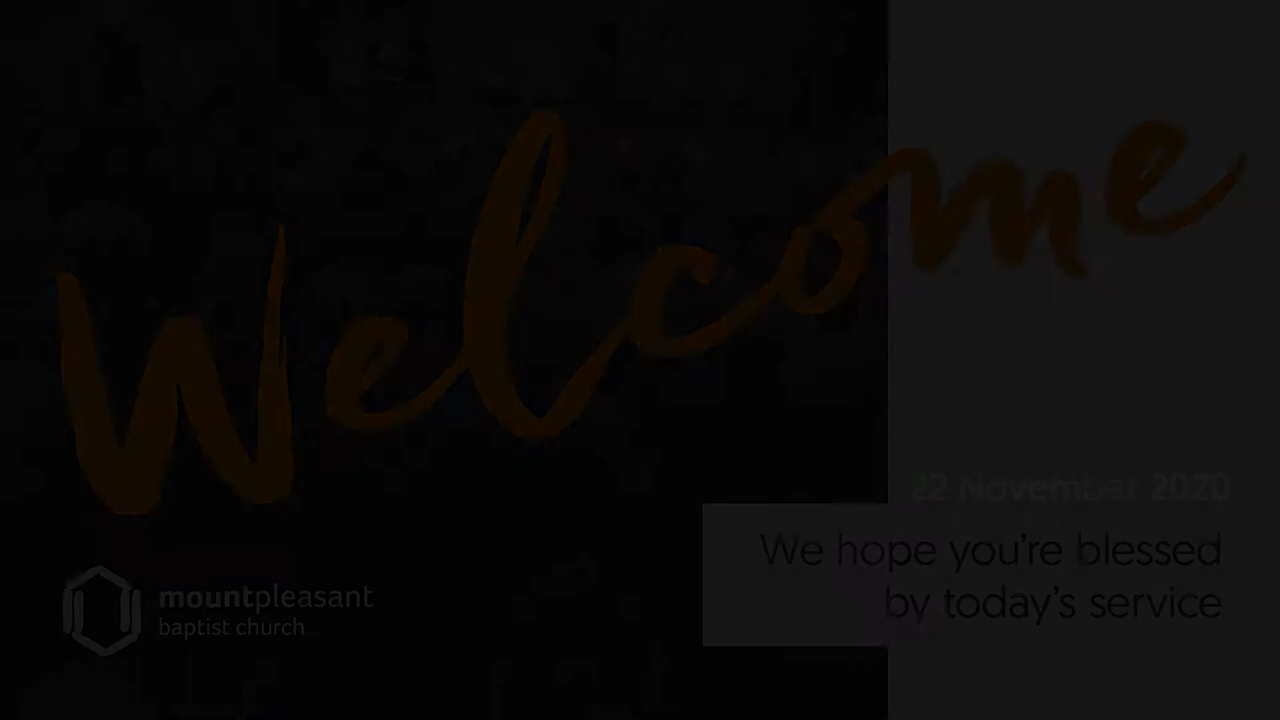 Welcome
22 November 2020
We hope you're blessed
by today's service
mountpleasant
baptist church